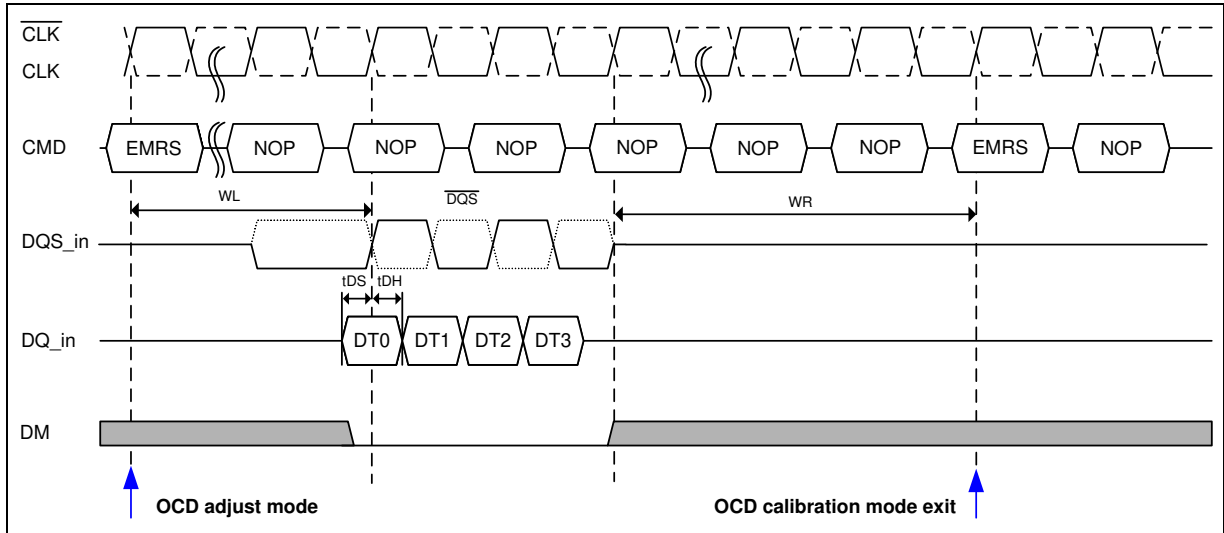 CLK
CLK
CMD EMRS NOP NOP NOP NOP NOP NOP EMRS NOP
WL DQS WR
DQS_in
tDS tDH
DQ_in DT0 DT1 DT2 DT3
DM
OCD adjust mode OCD calibration mode exit